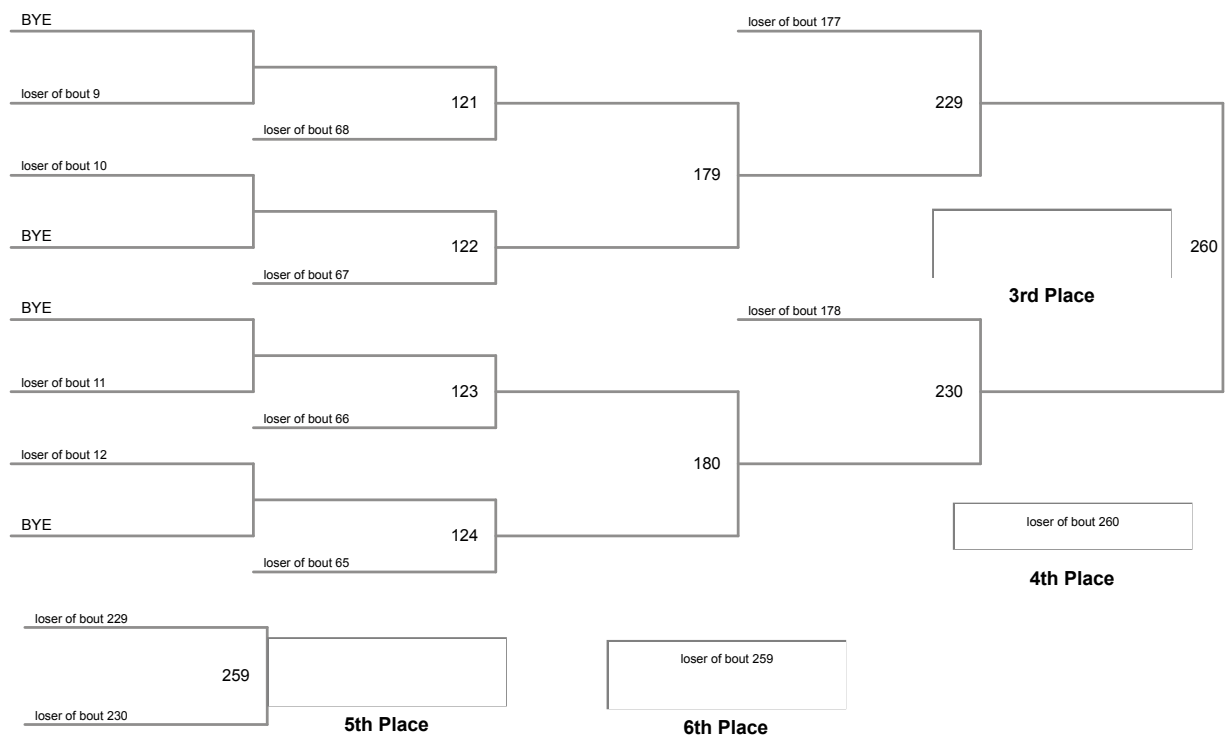 BYE
loser of bout 177
loser of bout 9
121
229
loser of bout 68
loser of bout 10
179
BYE
122
260
loser of bout 67
3rd Place
BYE
loser of bout 178
loser of bout 11
123
230
loser of bout 66
loser of bout 12
180
BYE
124
loser of bout 260
loser of bout 65
4th Place
loser of bout 229
259
loser of bout 259
loser of bout 230
5th Place
6th Place